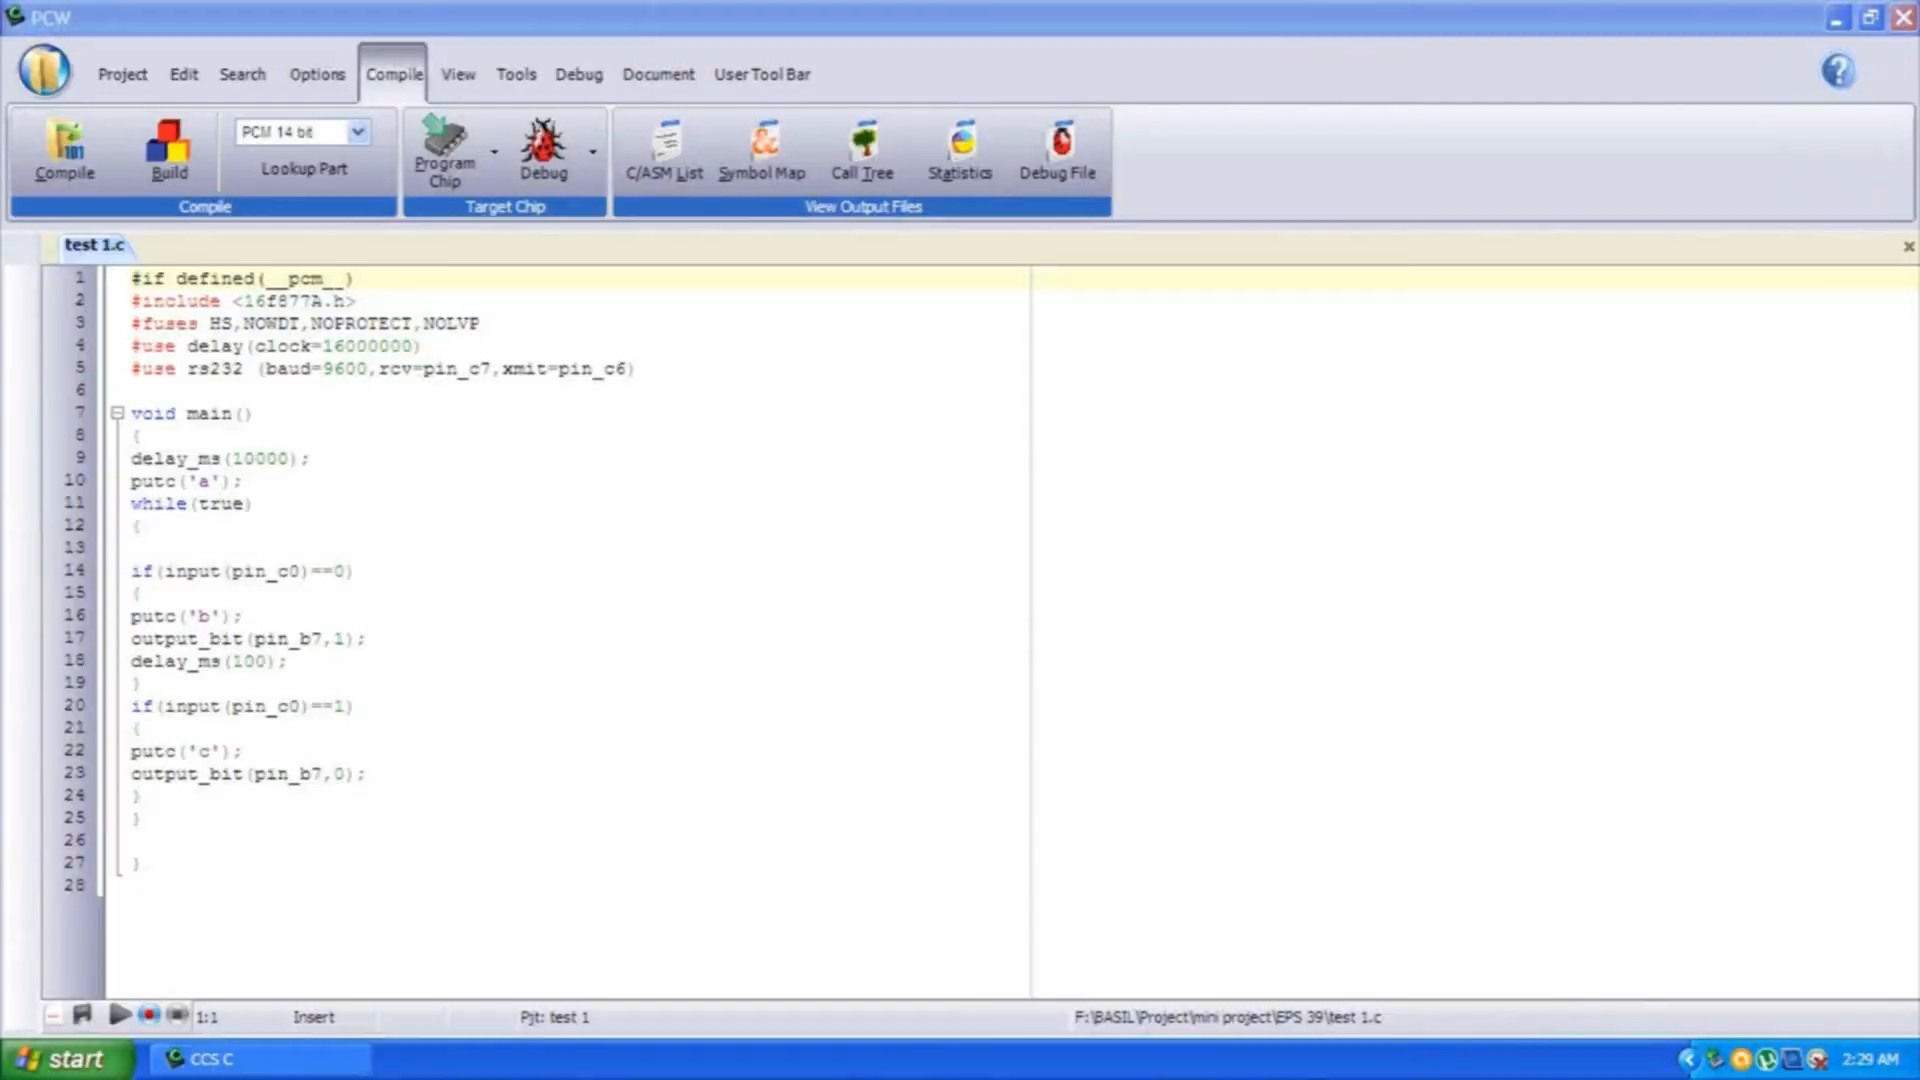 PCW
Project Edit Search Options Compile View Tools Debug Document User Tool Bar
Compile Build PCM 14 bit Lookup Part Program Chip Debug C/ASM List Symbol Map Call Tree Statistics Debug File
Compile Target Chip View Output Files
test 1.c
1 #if defined(__pcm__)
2 #include <16f877A.h>
3 #fuses HS,NOWDT,NOPROTECT,NOLVP
4 #use delay(clock=16000000)
5 #use rs232 (baud=9600,rcv=pin_c7,xmit=pin_c6)
6
7 void main()
8 {
9 delay_ms(10000);
10 putc('a');
11 while(true)
12 {
13
14 if(input(pin_c0)==0)
15 {
16 putc('b');
17 output_bit(pin_b7,1);
18 delay_ms(100);
19 }
20 if(input(pin_c0)==1)
21 {
22 putc('c');
23 output_bit(pin_b7,0);
24 }
25 }
26
27 }
28
1:1 Insert Pjt: test 1 F:\BASIL\Project\mini project\EPS 39\test 1.c
start CCS C 2:29 AM